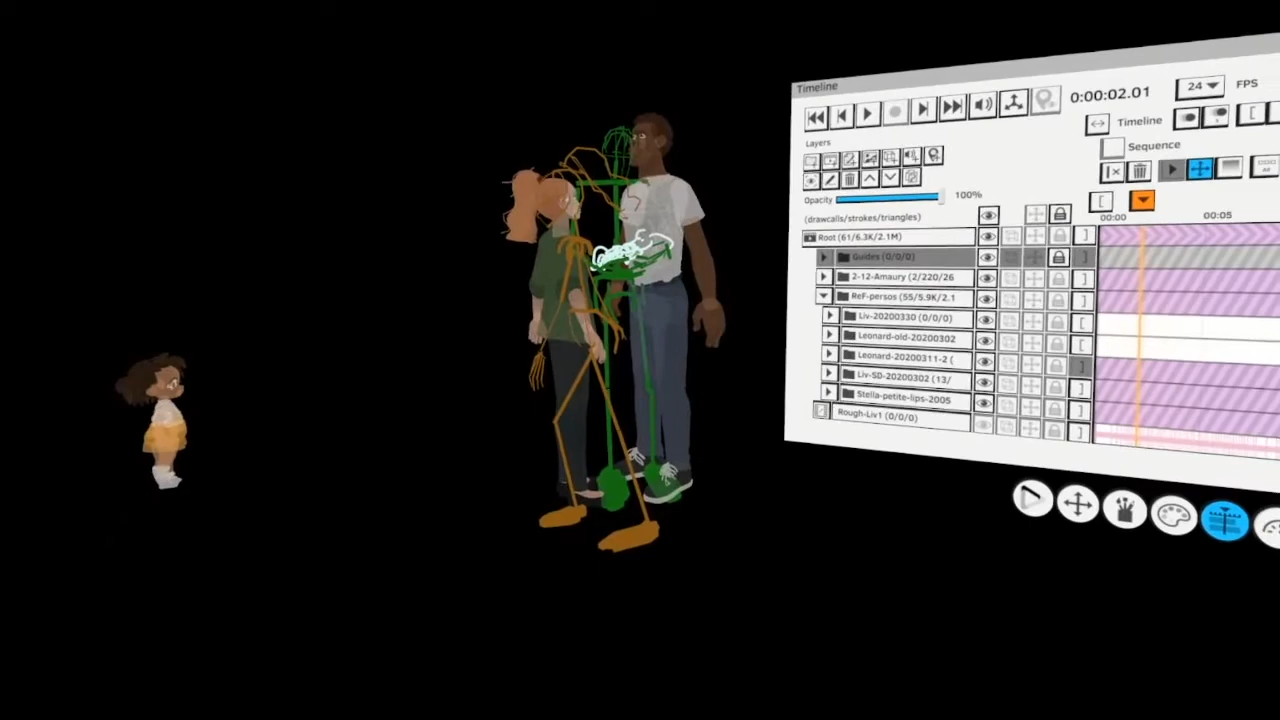 Timeline
0:00:02.01
24
FPS
Timeline
Layers
Sequence
Opacity
100%
(drawcalls/strokes/triangles)
00:00
00:05
Root (61/6.3K/2.1M)
Guides (0/0/0)
2-12-Amaury (2/220/26
ReF-persos (55/5.9K/2.1
Liv-20200330 (0/0/0)
Leonard-old-20200302
Leonard-20200311-2 (
Liv-SD-20200302 (13/
Stella-petite-lips-2005
Rough-Liv1 (0/0/0)